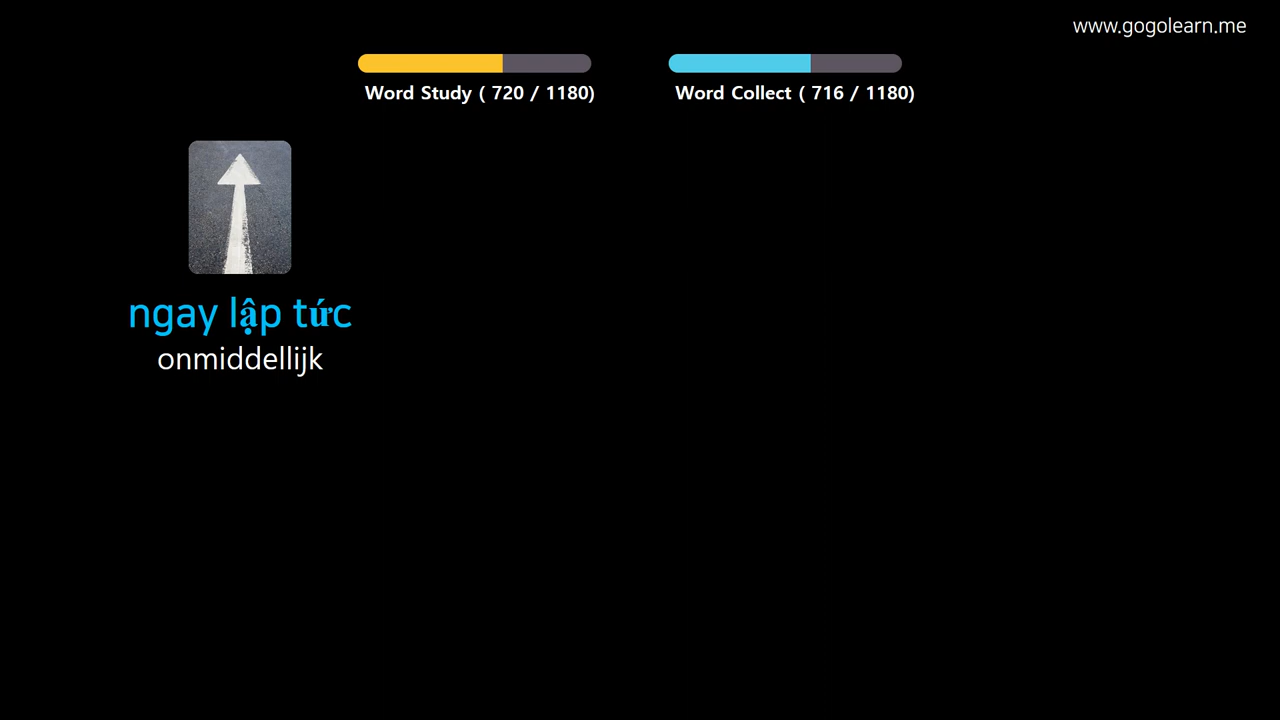 www.gogolearn.me
Word Study ( 720 / 1180)
Word Collect ( 716 / 1180)
ngay lập tức
onmiddellijk